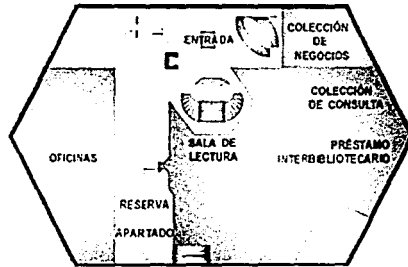 ENTRADA
COLECCIÓN
DE
NEGOCIOS
COLECCIÓN
DE CONSULTA
PRÉSTAMO
INTERBIBLIOTECARIO
SALA DE
LECTURA
OFICINAS
RESERVA
APARTADO